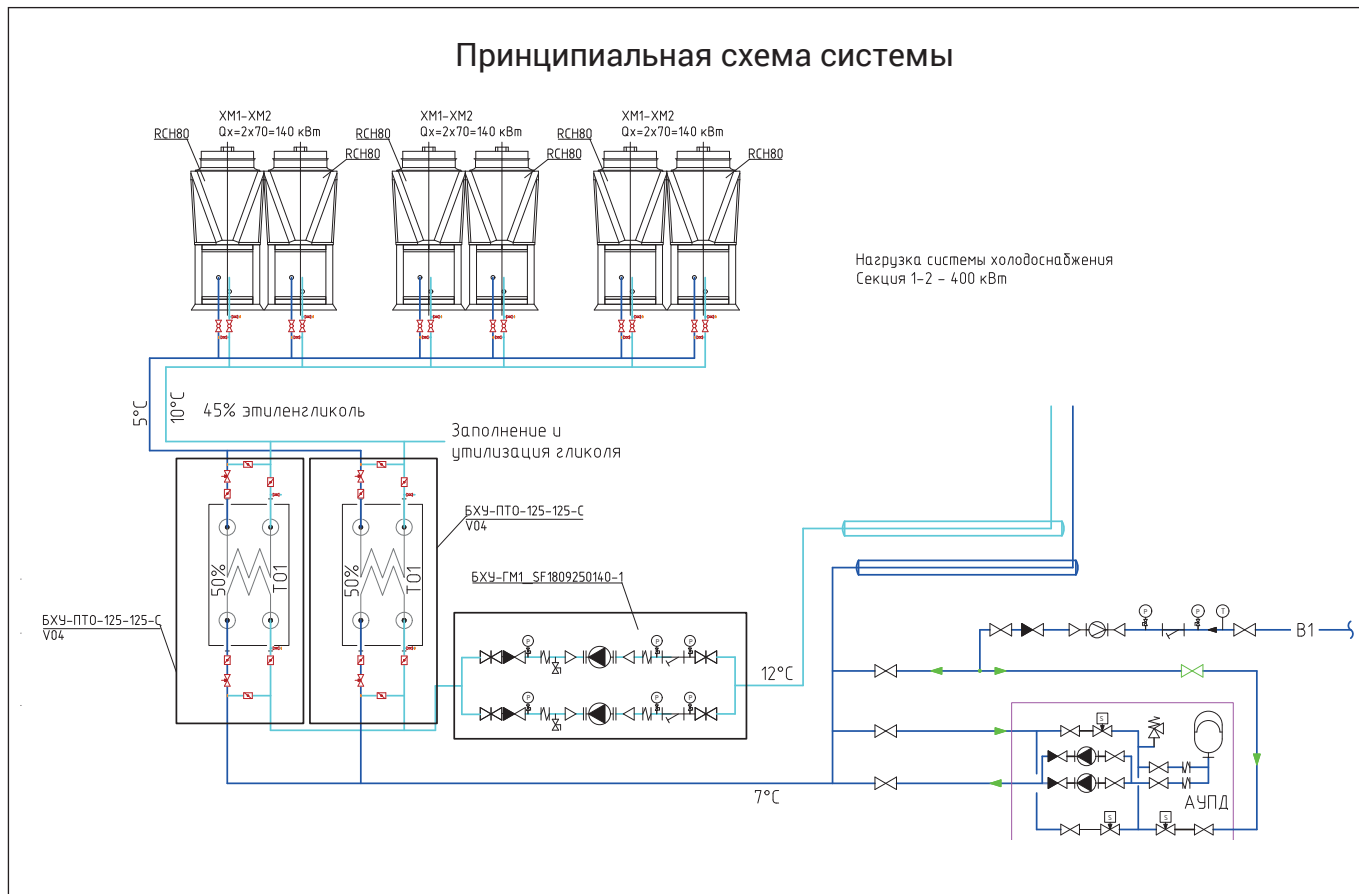 Принципиальная схема системы
ХМ1-ХМ2
Qх=2х70=140 кВт
RCH80
RCH80
ХМ1-ХМ2
Qх=2х70=140 кВт
RCH80
RCH80
ХМ1-ХМ2
Qх=2х70=140 кВт
RCH80
RCH80
Нагрузка системы холодоснабжения
Секция 1-2 - 400 кВт
5°C
10°C
45% этиленгликоль
Заполнение и
утилизация гликоля
БХУ-ПТО-125-125-С
V04
50%
ТО1
50%
ТО1
БХУ-ГМ1_SF1809250140-1
БХУ-ПТО-125-125-С
V04
P
P
P
P
P
P
12°C
7°C
P
P
T
В1
S
S
S
АУПД